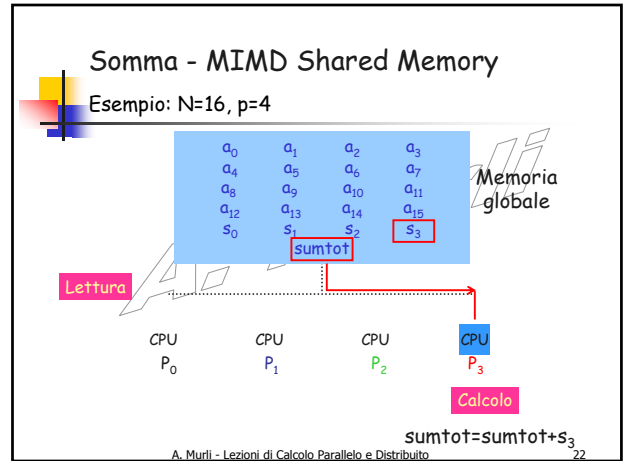 Somma - MIMD Shared Memory
Esempio: N=16, p=4
a0 a1 a2 a3
a4 a5 a6 a7
a8 a9 a10 a11
a12 a13 a14 a15
s0 s1 s2 s3
sumtot
Memoria
globale
Lettura
CPU CPU CPU CPU
P0 P1 P2 P3
Calcolo
sumtot=sumtot+s3
A. Murli - Lezioni di Calcolo Parallelo e Distribuito 22